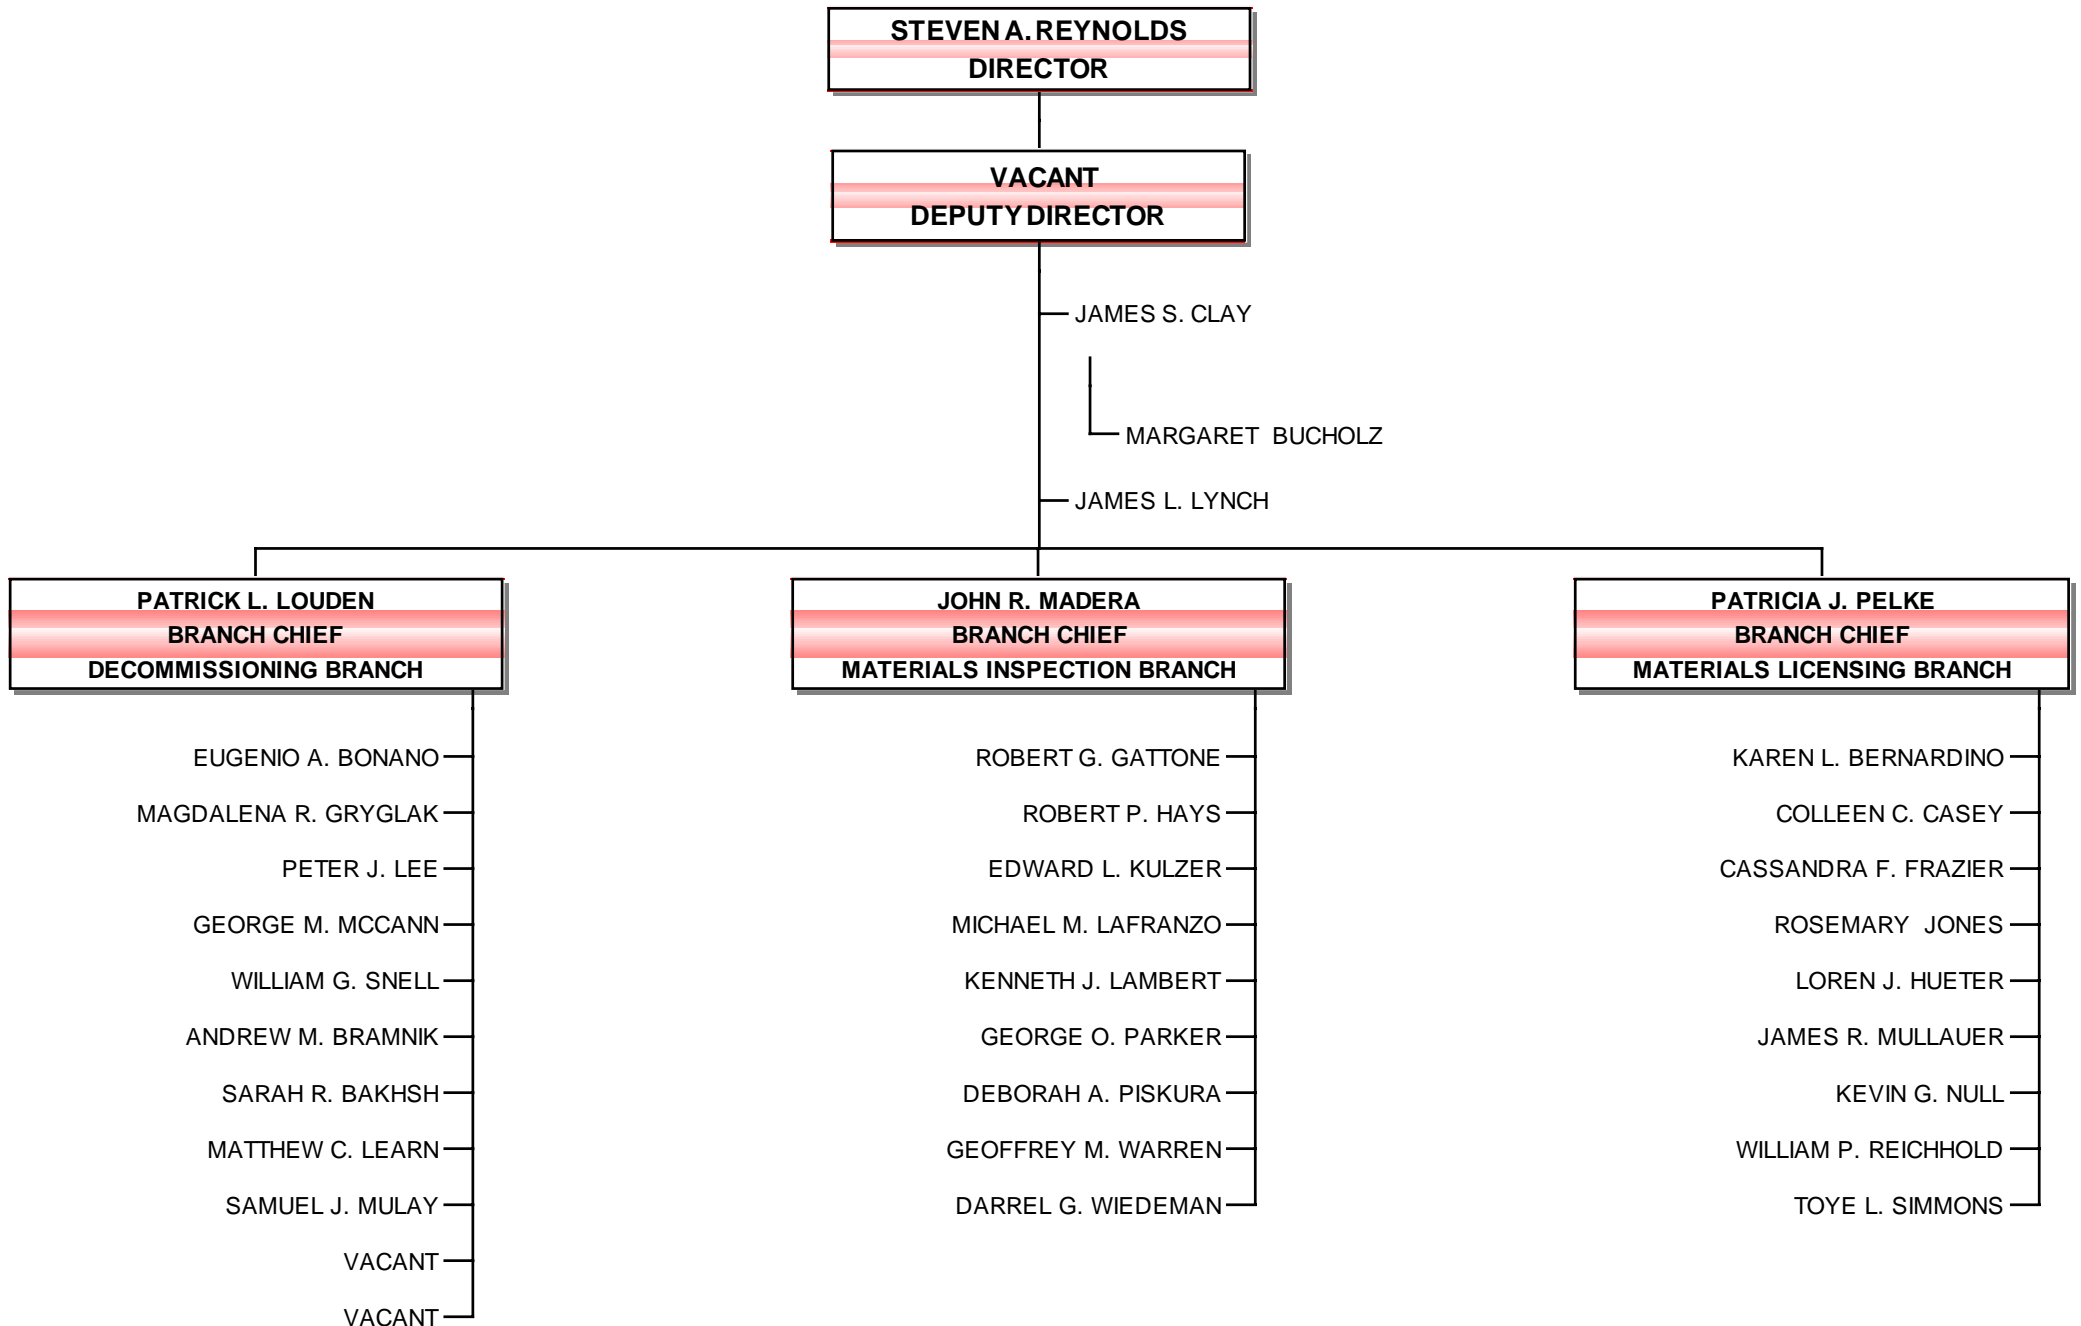 STEVEN A. REYNOLDS
DIRECTOR
VACANT
DEPUTY DIRECTOR
JAMES S. CLAY
MARGARET BUCHOLZ
JAMES L. LYNCH
PATRICK L. LOUDEN
BRANCH CHIEF
DECOMMISSIONING BRANCH
EUGENIO A. BONANO
MAGDALENA R. GRYGLAK
PETER J. LEE
GEORGE M. MCCANN
WILLIAM G. SNELL
ANDREW M. BRAMNIK
SARAH R. BAKHSH
MATTHEW C. LEARN
SAMUEL J. MULAY
VACANT
VACANT
JOHN R. MADERA
BRANCH CHIEF
MATERIALS INSPECTION BRANCH
ROBERT G. GATTONE
ROBERT P. HAYS
EDWARD L. KULZER
MICHAEL M. LAFRANZO
KENNETH J. LAMBERT
GEORGE O. PARKER
DEBORAH A. PISKURA
GEOFFREY M. WARREN
DARREL G. WIEDEMAN
PATRICIA J. PELKE
BRANCH CHIEF
MATERIALS LICENSING BRANCH
KAREN L. BERNARDINO
COLLEEN C. CASEY
CASSANDRA F. FRAZIER
ROSEMARY JONES
LOREN J. HUETER
JAMES R. MULLAUER
KEVIN G. NULL
WILLIAM P. REICHHOLD
TOYE L. SIMMONS